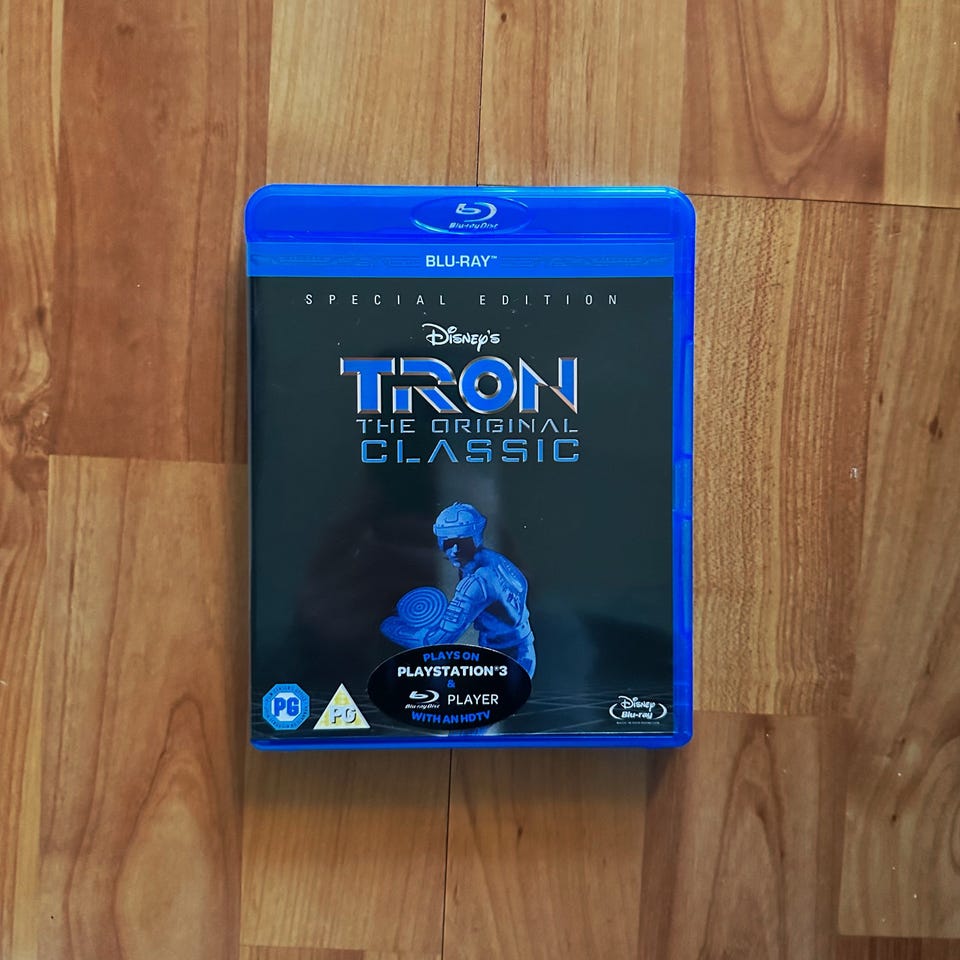 Blu-ray Disc
BLU-RAY™
SPECIAL EDITION
Disney's
TRON
THE ORIGINAL
CLASSIC
PLAYS ON
PLAYSTATION®3
&
Blu-ray Disc PLAYER
WITH AN HDTV
PG
PG
Disney
Blu-ray